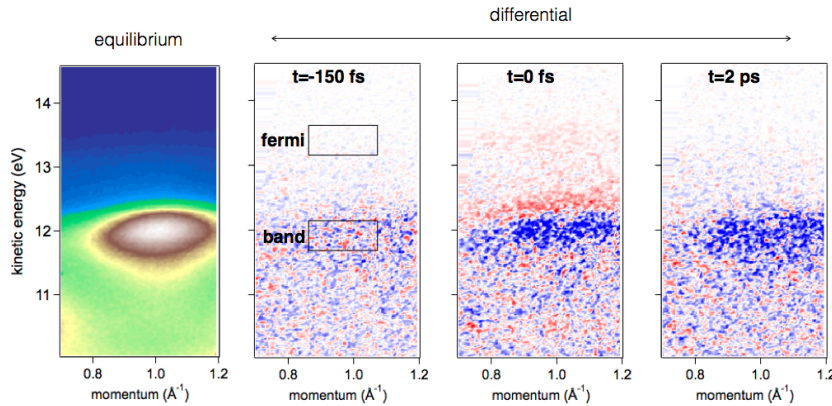 differential
equilibrium
t=-150 fs
t=0 fs
t=2 ps
fermi
band
kinetic energy (eV)
14
13
12
11
0.8 1.0 1.2
0.8 1.0 1.2
0.8 1.0 1.2
0.8 1.0 1.2
momentum (Å⁻¹)
momentum (Å⁻¹)
momentum (Å⁻¹)
momentum (Å⁻¹)